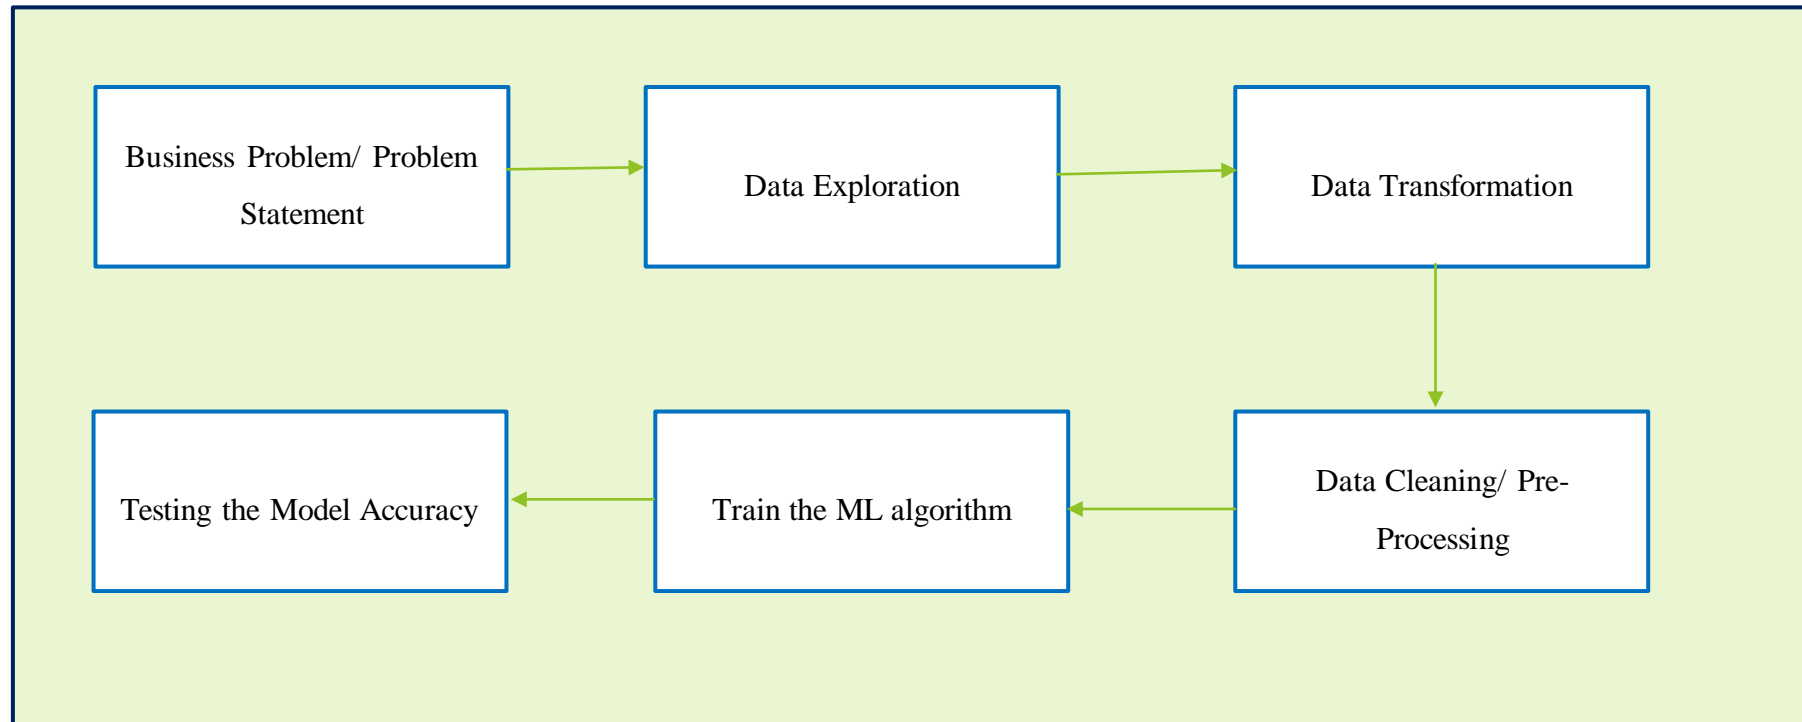 Business Problem/ Problem
Statement
Data Exploration
Data Transformation
Data Cleaning/ Pre-
Processing
Train the ML algorithm
Testing the Model Accuracy